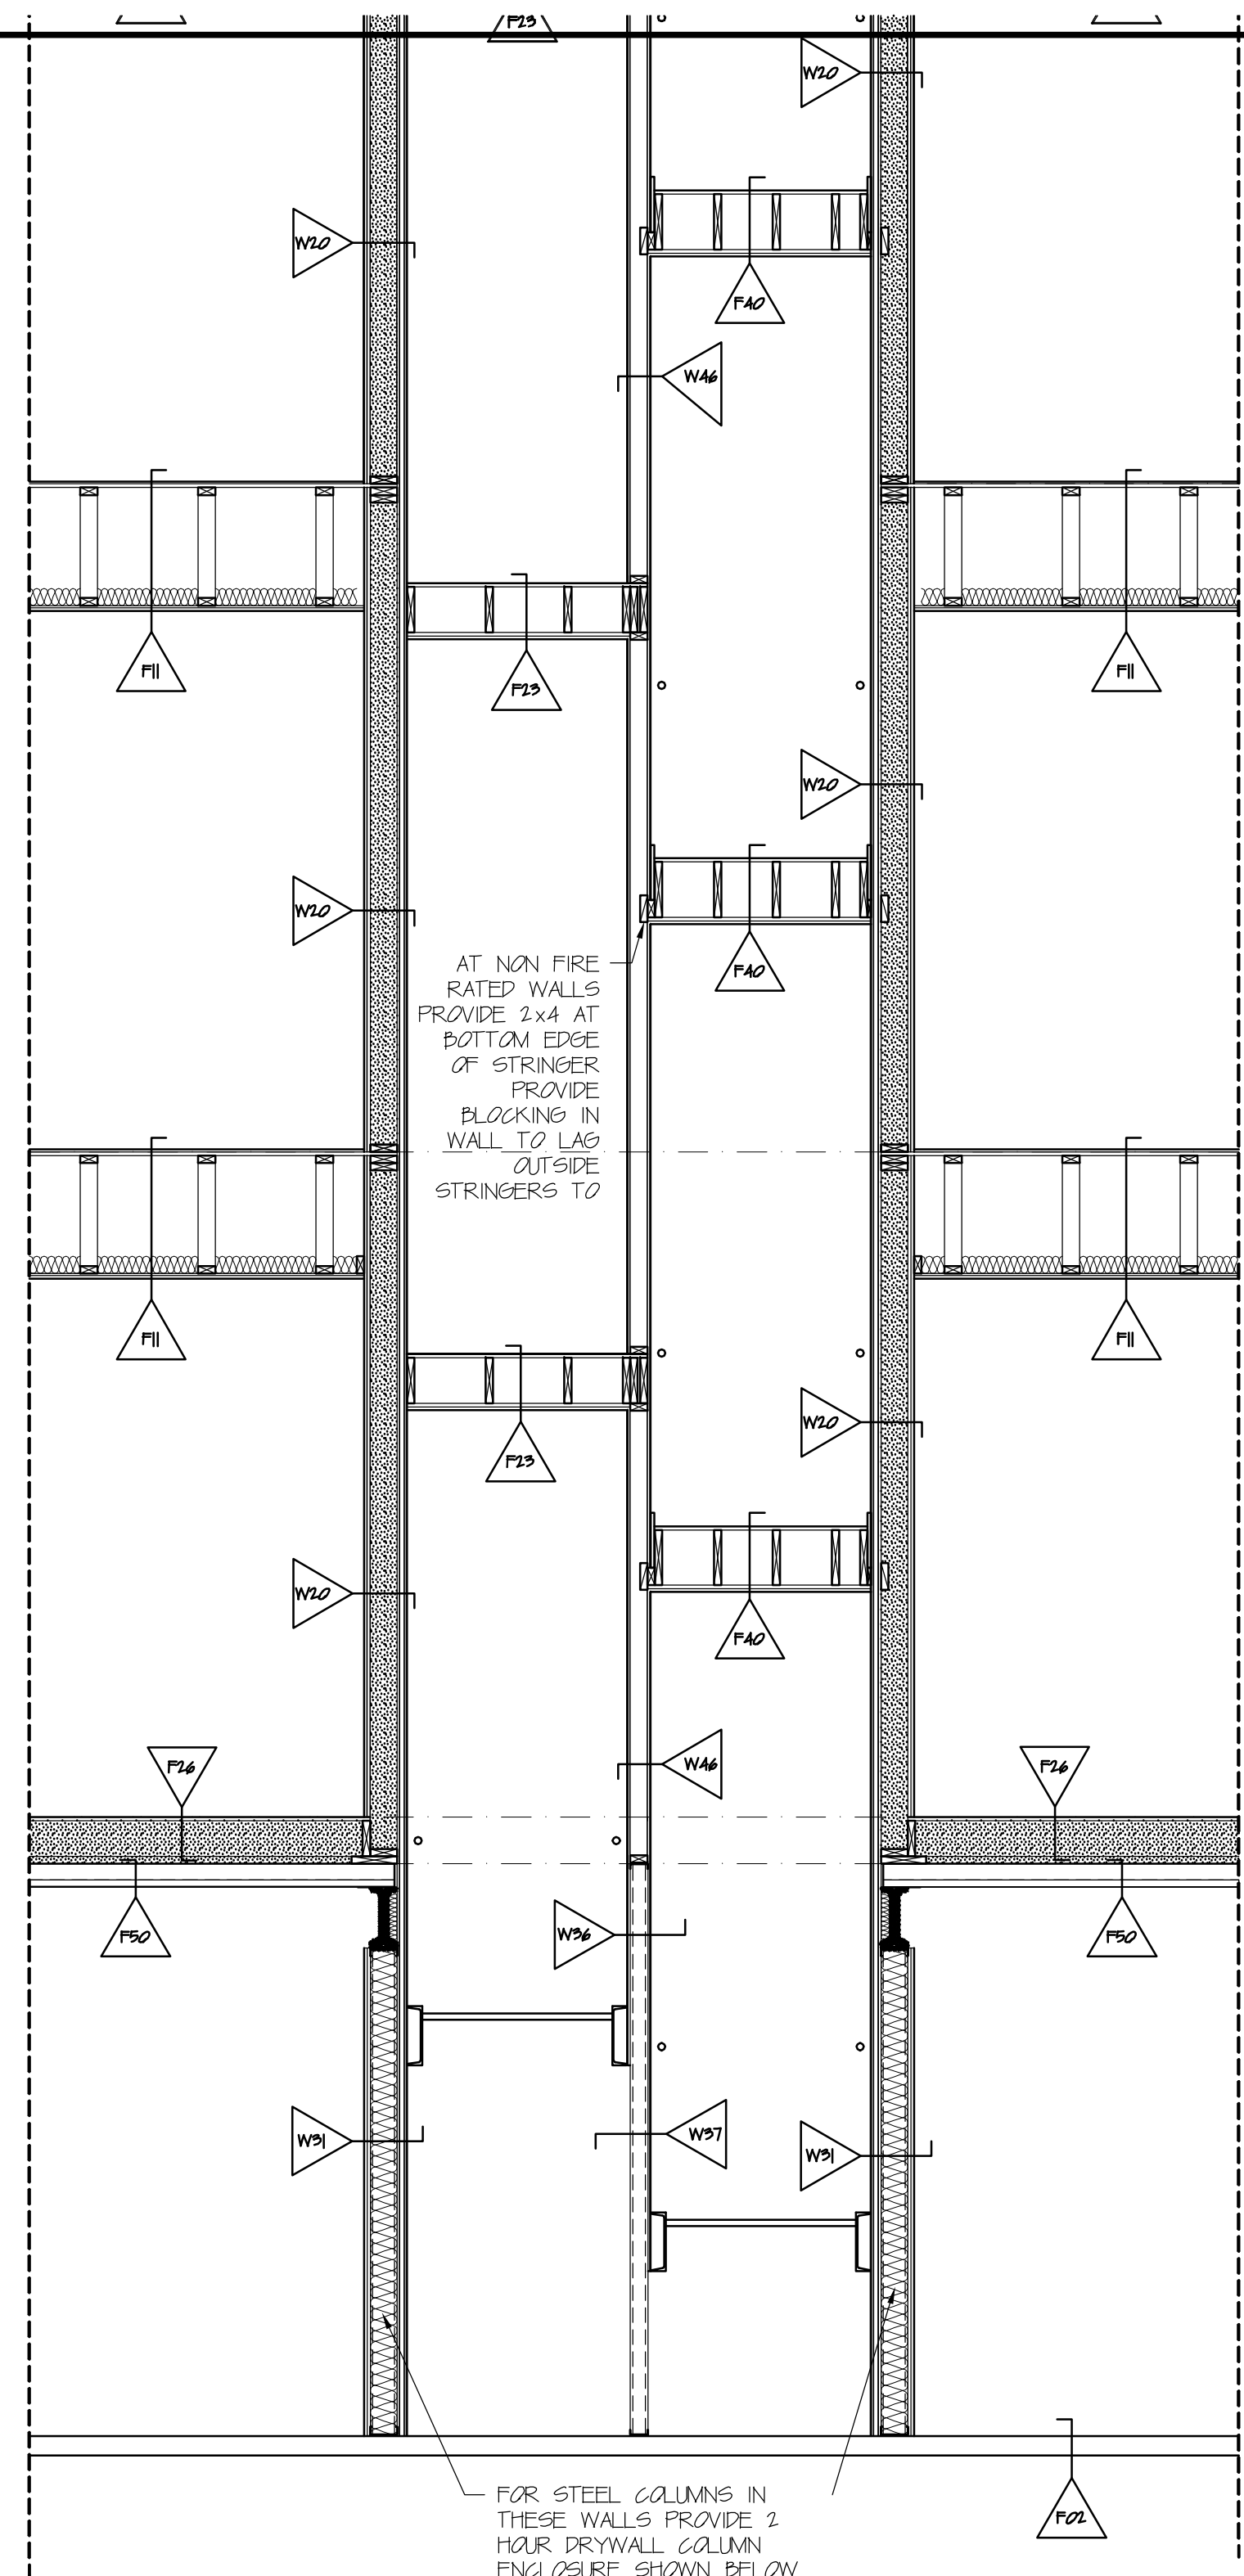 F23
W20
W20
F40
W46
F11
F11
F23
W20
W20
F40
AT NON FIRE
RATED WALLS
PROVIDE 2x4 AT
BOTTOM EDGE
OF STRINGER
PROVIDE
BLOCKING IN
WALL TO LAG
OUTSIDE
STRINGERS TO
F11
F11
W20
F23
W20
F40
F26
W46
F26
F50
W36
F50
W31
W37
W31
FOR STEEL COLUMNS IN
THESE WALLS PROVIDE 2
HOUR DRYWALL COLUMN
ENCLOSURE SHOWN BELOW
F02